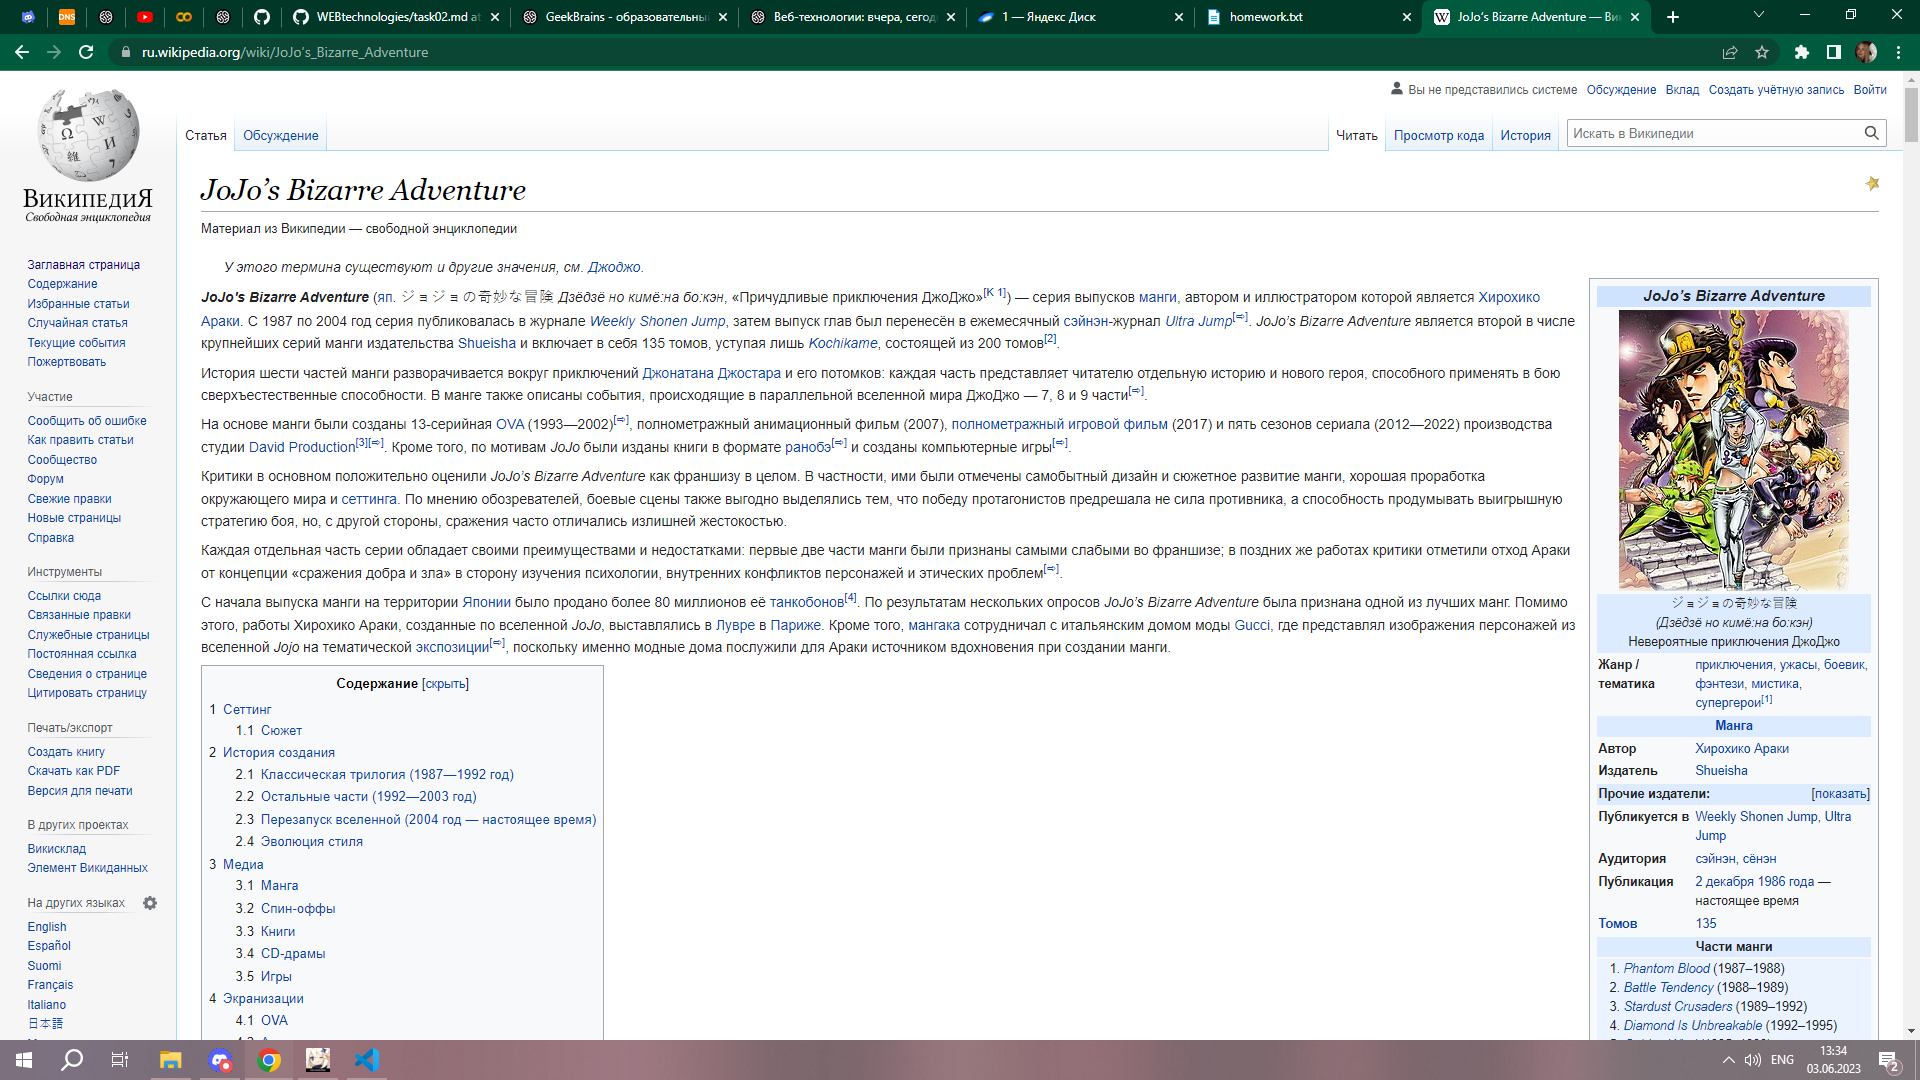 WEBtechnologies/task02.md at
GeekBrains - образовательный
Веб-технологии: вчера, сегод
1 — Яндекс Диск
homework.txt
JoJo’s Bizarre Adventure — Ви
ru.wikipedia.org/wiki/JoJo’s_Bizarre_Adventure
Вы не представились системе Обсуждение Вклад Создать учётную запись Войти
Статья Обсуждение Читать Просмотр кода История Искать в Википедии
ВИКИПЕДИЯ
Свободная энциклопедия
Заглавная страница
Содержание
Избранные статьи
Случайная статья
Текущие события
Пожертвовать
Участие
Сообщить об ошибке
Как править статьи
Сообщество
Форум
Свежие правки
Новые страницы
Справка
Инструменты
Ссылки сюда
Связанные правки
Служебные страницы
Постоянная ссылка
Сведения о странице
Цитировать страницу
Печать/экспорт
Создать книгу
Скачать как PDF
Версия для печати
В других проектах
Викисклад
Элемент Викиданных
На других языках
English
Español
Suomi
Français
Italiano
日本語
JoJo’s Bizarre Adventure
Материал из Википедии — свободной энциклопедии
У этого термина существуют и другие значения, см. Джоджо.
JoJo's Bizarre Adventure (яп. ジョジョの奇妙な冒険 Дзёдзё но кимё:на бо:кэн, «Причудливые приключения ДжоДжо»[К 1]) — серия выпусков манги, автором и иллюстратором которой является Хирохико
Араки. С 1987 по 2004 год серия публиковалась в журнале Weekly Shonen Jump, затем выпуск глав был перенесён в ежемесячный сэйнэн-журнал Ultra Jump[⇨]. JoJo’s Bizarre Adventure является второй в числе
крупнейших серий манги издательства Shueisha и включает в себя 135 томов, уступая лишь Kochikame, состоящей из 200 томов[2].
История шести частей манги разворачивается вокруг приключений Джонатана Джостара и его потомков: каждая часть представляет читателю отдельную историю и нового героя, способного применять в бою
сверхъестественные способности. В манге также описаны события, происходящие в параллельной вселенной мира ДжоДжо — 7, 8 и 9 части[⇨].
На основе манги были созданы 13-серийная OVA (1993—2002)[⇨], полнометражный анимационный фильм (2007), полнометражный игровой фильм (2017) и пять сезонов сериала (2012—2022) производства
студии David Production[3][⇨]. Кроме того, по мотивам JoJo были изданы книги в формате ранобэ[⇨] и созданы компьютерные игры[⇨].
Критики в основном положительно оценили JoJo’s Bizarre Adventure как франшизу в целом. В частности, ими были отмечены самобытный дизайн и сюжетное развитие манги, хорошая проработка
окружающего мира и сеттинга. По мнению обозревателей, боевые сцены также выгодно выделялись тем, что победу протагонистов предрешала не сила противника, а способность продумывать выигрышную
стратегию боя, но, с другой стороны, сражения часто отличались излишней жестокостью.
Каждая отдельная часть серии обладает своими преимуществами и недостатками: первые две части манги были признаны самыми слабыми во франшизе; в поздних же работах критики отметили отход Араки
от концепции «сражения добра и зла» в сторону изучения психологии, внутренних конфликтов персонажей и этических проблем[⇨].
С начала выпуска манги на территории Японии было продано более 80 миллионов её танкобонов[4]. По результатам нескольких опросов JoJo’s Bizarre Adventure была признана одной из лучших манг. Помимо
этого, работы Хирохико Араки, созданные по вселенной JoJo, выставлялись в Лувре в Париже. Кроме того, мангака сотрудничал с итальянским домом моды Gucci, где представлял изображения персонажей из
вселенной Jojo на тематической экспозиции[⇨], поскольку именно модные дома послужили для Араки источником вдохновения при создании манги.
Содержание [скрыть]
1 Сеттинг
1.1 Сюжет
2 История создания
2.1 Классическая трилогия (1987—1992 год)
2.2 Остальные части (1992—2003 год)
2.3 Перезапуск вселенной (2004 год — настоящее время)
2.4 Эволюция стиля
3 Медиа
3.1 Манга
3.2 Спин-оффы
3.3 Книги
3.4 CD-драмы
3.5 Игры
4 Экранизации
4.1 OVA
JoJo’s Bizarre Adventure
ジョジョの奇妙な冒険
(Дзёдзё но кимё:на бо:кэн)
Невероятные приключения ДжоДжо
Жанр / тематика приключения, ужасы, боевик,
фэнтези, мистика,
супергерои[1]
Манга
Автор Хирохико Араки
Издатель Shueisha
Прочие издатели: [показать]
Публикуется в Weekly Shonen Jump, Ultra
Jump
Аудитория сэйнэн, сёнэн
Публикация 2 декабря 1986 года —
настоящее время
Томов 135
Части манги
1. Phantom Blood (1987–1988)
2. Battle Tendency (1988–1989)
3. Stardust Crusaders (1989–1992)
4. Diamond Is Unbreakable (1992–1995)
ENG
13:34
03.06.2023
2